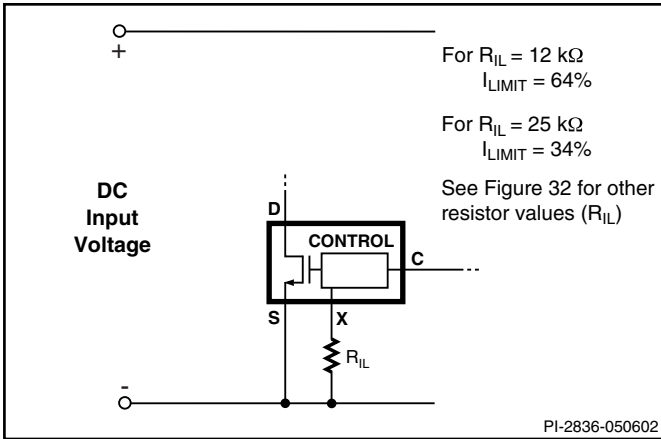 +
For R_IL = 12 kΩ
I_LIMIT = 64%
For R_IL = 25 kΩ
I_LIMIT = 34%
See Figure 32 for other
resistor values (R_IL)
DC
Input
Voltage
D
CONTROL
C
S
X
R_IL
-
PI-2836-050602